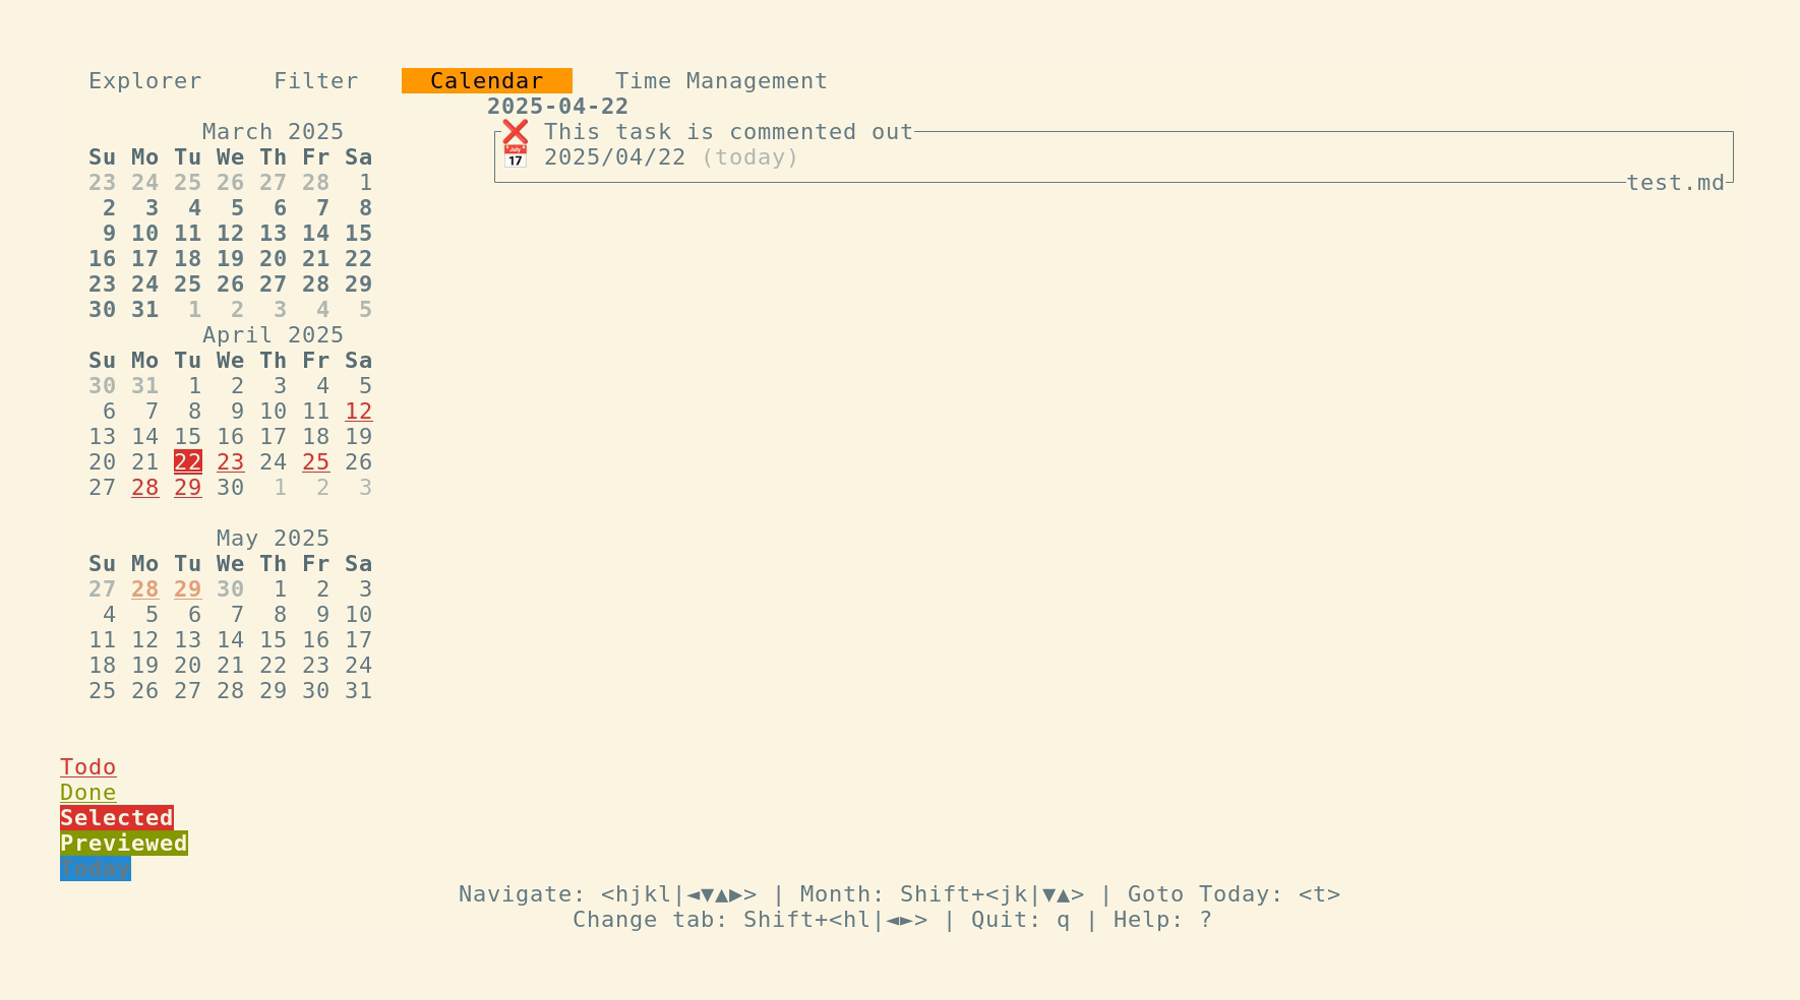 Explorer Filter Calendar Time Management
2025-04-22
March 2025
Su Mo Tu We Th Fr Sa
23 24 25 26 27 28 1
2 3 4 5 6 7 8
9 10 11 12 13 14 15
16 17 18 19 20 21 22
23 24 25 26 27 28 29
30 31 1 2 3 4 5
April 2025
Su Mo Tu We Th Fr Sa
30 31 1 2 3 4 5
6 7 8 9 10 11 12
13 14 15 16 17 18 19
20 21 22 23 24 25 26
27 28 29 30 1 2 3
May 2025
Su Mo Tu We Th Fr Sa
27 28 29 30 1 2 3
4 5 6 7 8 9 10
11 12 13 14 15 16 17
18 19 20 21 22 23 24
25 26 27 28 29 30 31
❌ This task is commented out
📅 2025/04/22 (today)
test.md
Todo
Done
Selected
Previewed
Today
Navigate: <hjkl|◄▼▲▶> | Month: Shift+<jk|▼▲> | Goto Today: <t>
Change tab: Shift+<hl|◄►> | Quit: q | Help: ?